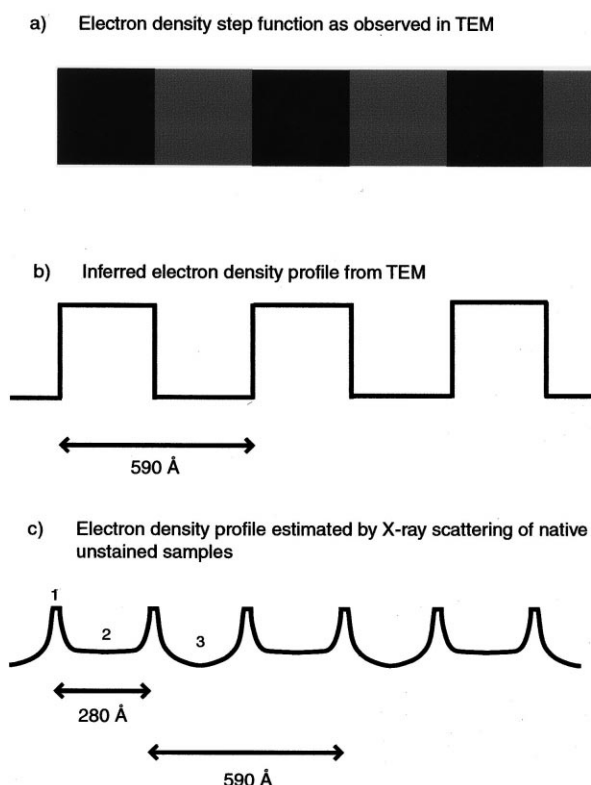 a) Electron density step function as observed in TEM
b) Inferred electron density profile from TEM
590 Å
c) Electron density profile estimated by X-ray scattering of native
unstained samples
1
2
3
280 Å
590 Å